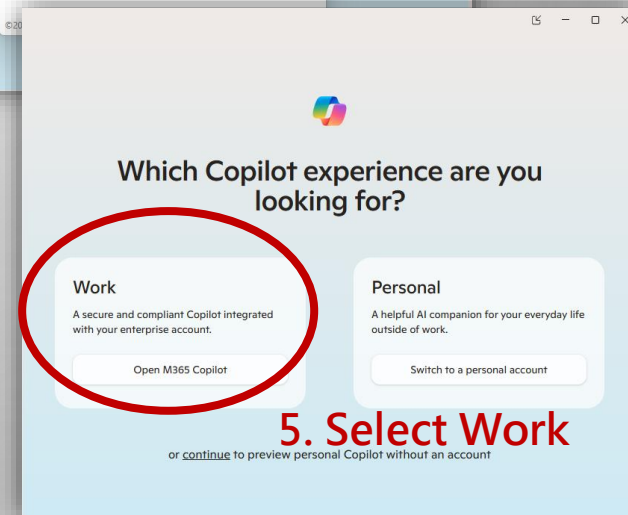 ©20
Which Copilot experience are you
looking for?
Work
A secure and compliant Copilot integrated
with your enterprise account.
Open M365 Copilot
Personal
A helpful AI companion for your everyday life
outside of work.
Switch to a personal account
5. Select Work
or continue to preview personal Copilot without an account